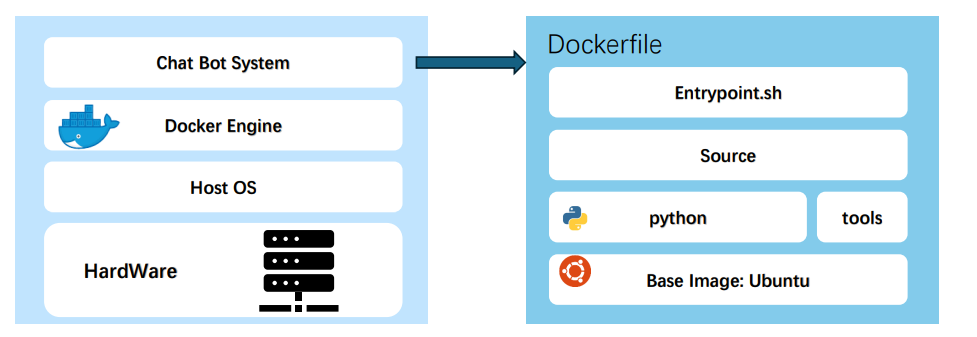 Chat Bot System
Docker Engine
Host OS
HardWare
Dockerfile
Entrypoint.sh
Source
python
tools
Base Image: Ubuntu